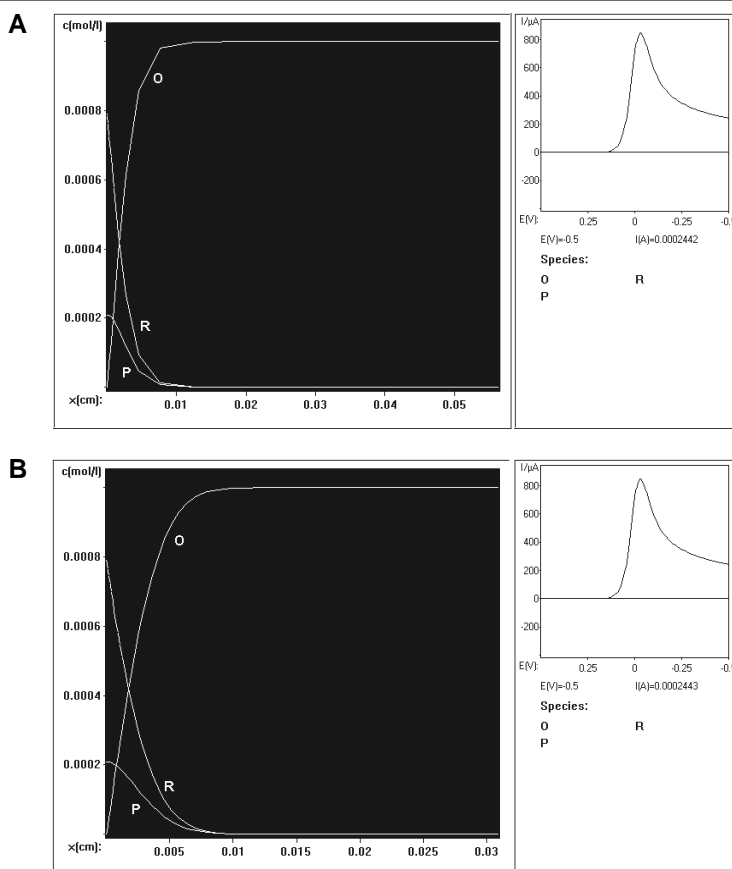 A
c(mol/l)
O
0.0008
0.0006
0.0004
0.0002
R
P
x(cm):
0.01 0.02 0.03 0.04 0.05
I/µA
800
600
400
200
0
-200
E(V):
0.25 0 -0.25 -0.5
E(V)=-0.5 I(A)=0.0002442
Species:
O R
P
B
c(mol/l)
O
0.0008
0.0006
0.0004
0.0002
R
P
x(cm):
0.005 0.01 0.015 0.02 0.025 0.03
I/µA
800
600
400
200
0
-200
E(V):
0.25 0 -0.25 -0.5
E(V)=-0.5 I(A)=0.0002443
Species:
O R
P